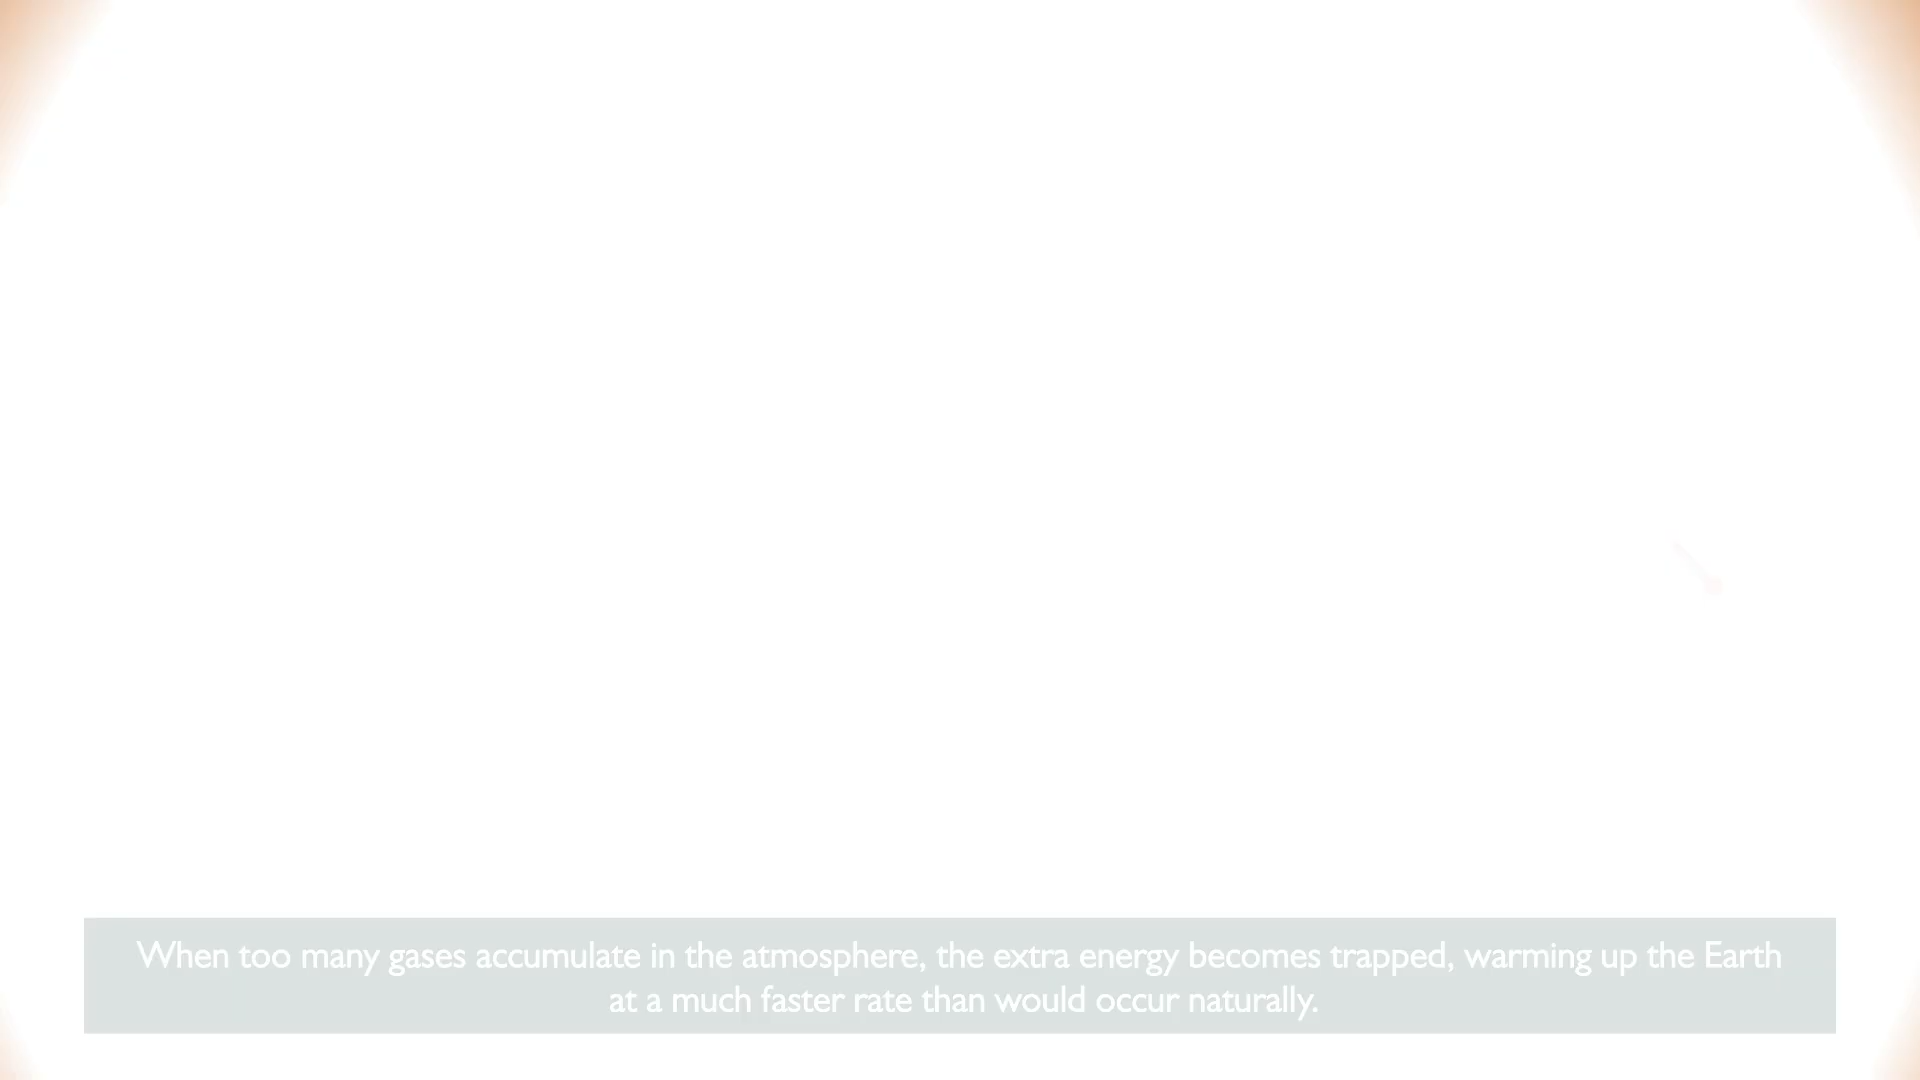 When too many gases accumulate in the atmosphere, the extra energy becomes trapped, warming up the Earth
at a much faster rate than would occur naturally.